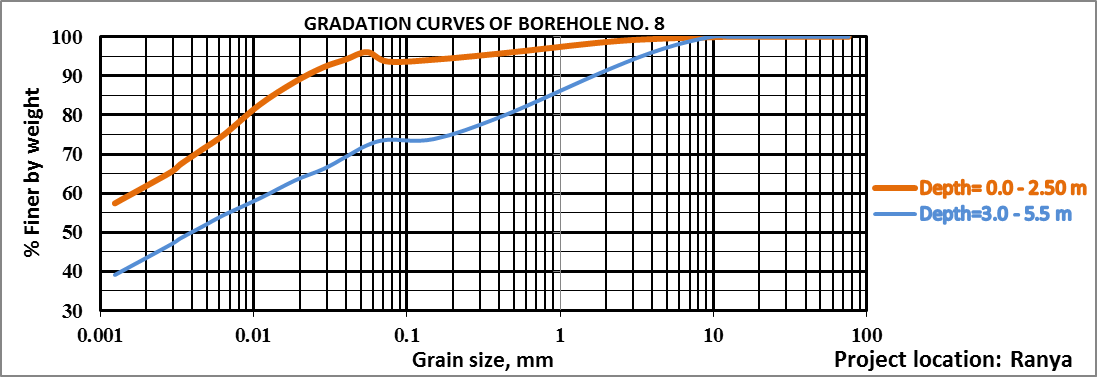 GRADATION CURVES OF BOREHOLE NO. 8
100
90
80
70
60
50
40
30
% Finer by weight
0.001 0.01 0.1 1 10 100
Grain size, mm
Depth= 0.0 - 2.50 m
Depth=3.0 - 5.5 m
Project location: Ranya